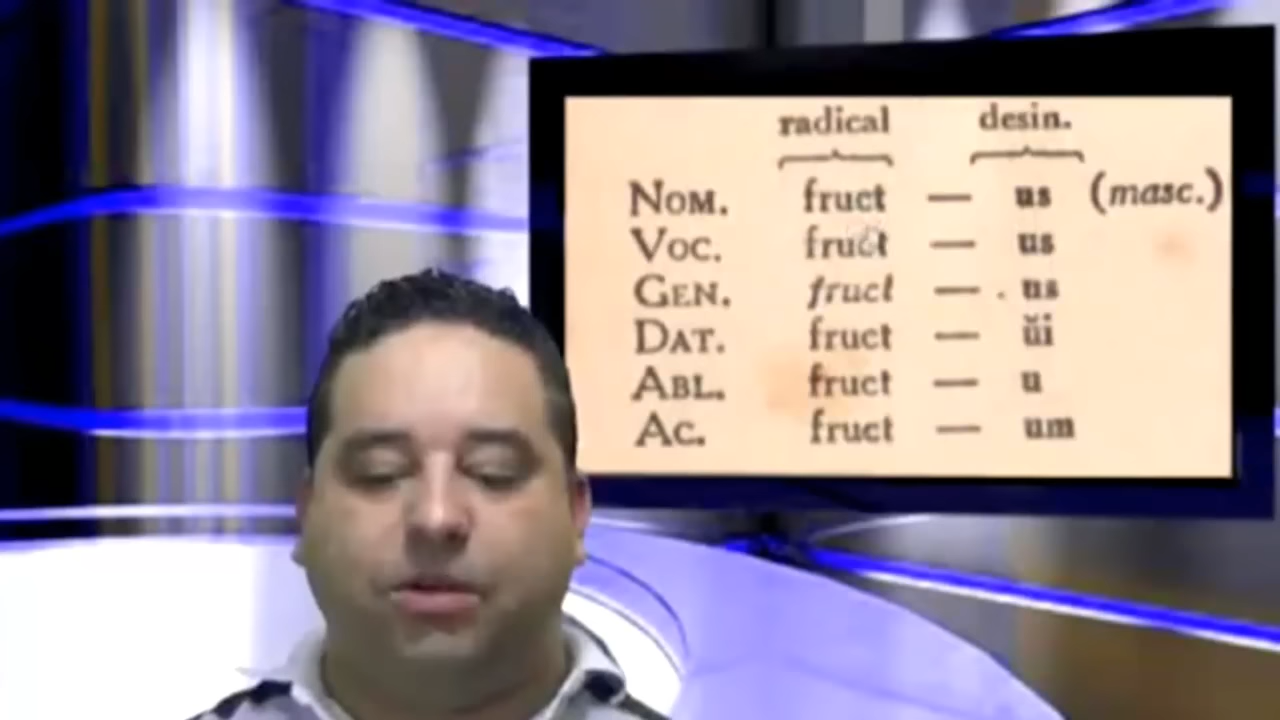 radical desin.
NOM. fruct — us (masc.)
VOC. fruct — us
GEN. fruct — us
DAT. fruct — ŭi
ABL. fruct — u
AC. fruct — um